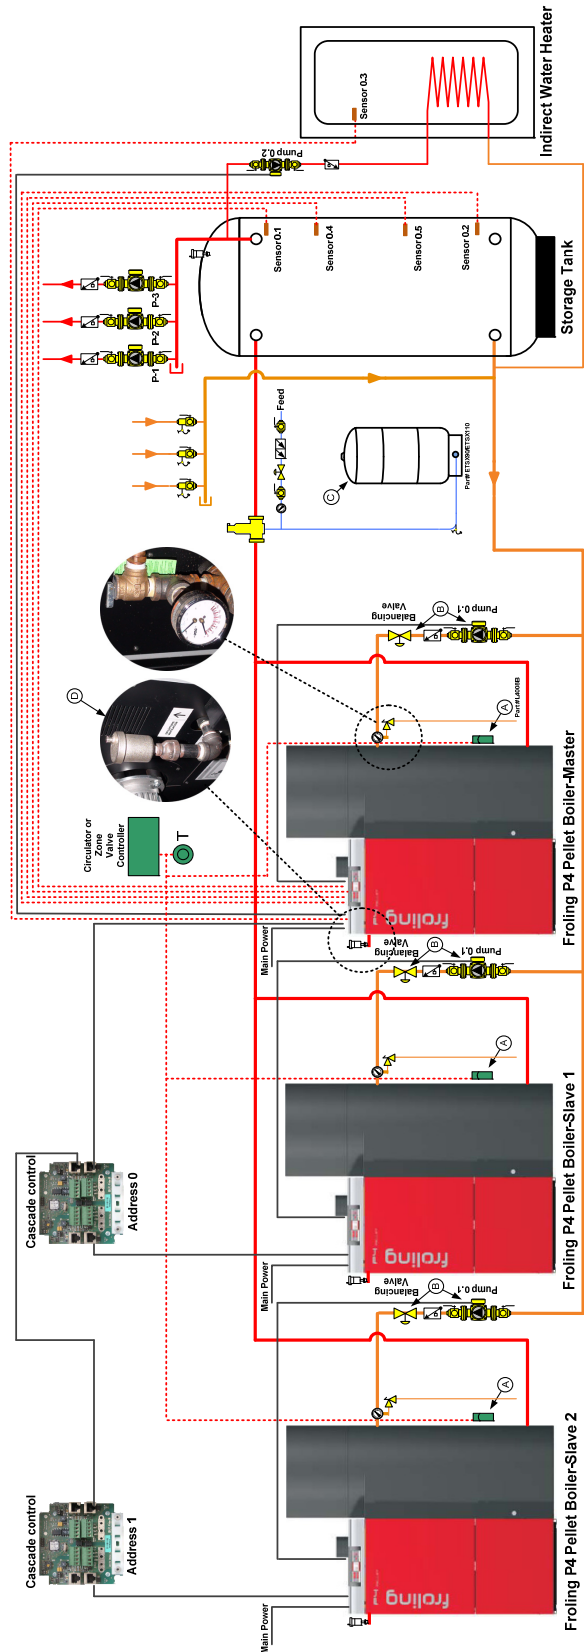 Cascade control
Address 1
Cascade control
Address 0
Circulator or
Zone
Valve
Controller
T
D
Main Power
Main Power
Main Power
froling
froling
froling
Balancing
Valve
B
Pump 0.1
Balancing
Valve
B
Pump 0.1
Balancing
Valve
B
Pump 0.1
A
A
A
Part#LA005B
Froling P4 Pellet Boiler-Slave 2
Froling P4 Pellet Boiler-Slave 1
Froling P4 Pellet Boiler-Master
Feed
C
Part# ETSX90/ETSX110
P-1
P-2
P-3
Pump 0.2
Sensor 0.1
Sensor 0.4
Sensor 0.5
Sensor 0.2
Storage Tank
Sensor 0.3
Indirect Water Heater